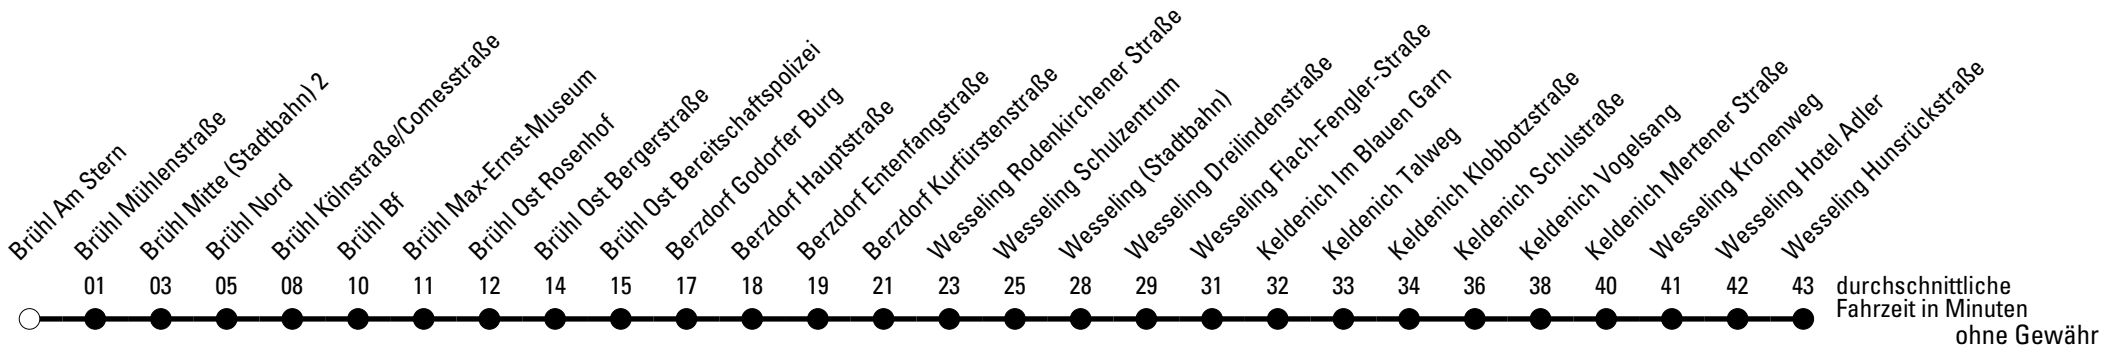 Brühl Am Stern
Brühl Mühlenstraße
Brühl Mitte (Stadtbahn) 2
Brühl Nord
Brühl Kölnstraße/Comesstraße
Brühl Bf
Brühl Max-Ernst-Museum
Brühl Ost Rosenhof
Brühl Ost Bergerstraße
Brühl Ost Bereitschaftspolizei
Berzdorf Godorfer Burg
Berzdorf Hauptstraße
Berzdorf Entenfangstraße
Berzdorf Kurfürstenstraße
Wesseling Rodenkirchener Straße
Wesseling Schulzentrum
Wesseling (Stadtbahn)
Wesseling Dreilindenstraße
Wesseling Flach-Fengler-Straße
Keldenich Im Blauen Garn
Keldenich Talweg
Keldenich Klobbotzstraße
Keldenich Schulstraße
Keldenich Vogelsang
Keldenich Mertener Straße
Wesseling Kronenweg
Wesseling Hotel Adler
Wesseling Hunsrückstraße
01 03 05 08 10 11 12 14 15 17 18 19 21 23 25 28 29 31 32 33 34 36 38 40 41 42 43
durchschnittliche
Fahrzeit in Minuten
ohne Gewähr